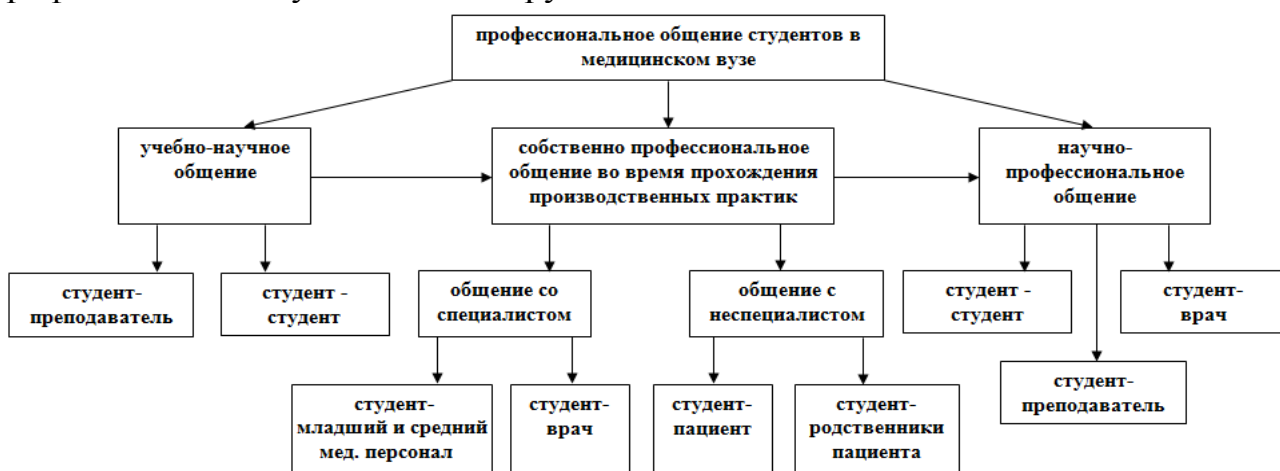 профессиональное общение студентов в
медицинском вузе
учебно-научное
общение
собственно профессиональное
общение во время прохождения
производственных практик
научно-
профессиональное
общение
студент-
преподаватель
студент -
студент
общение со
специалистом
общение с
неспециалистом
студент -
студент
студент-
врач
студент-
преподаватель
студент-
младший и средний
мед. персонал
студент-
врач
студент-
пациент
студент-
родственники
пациента